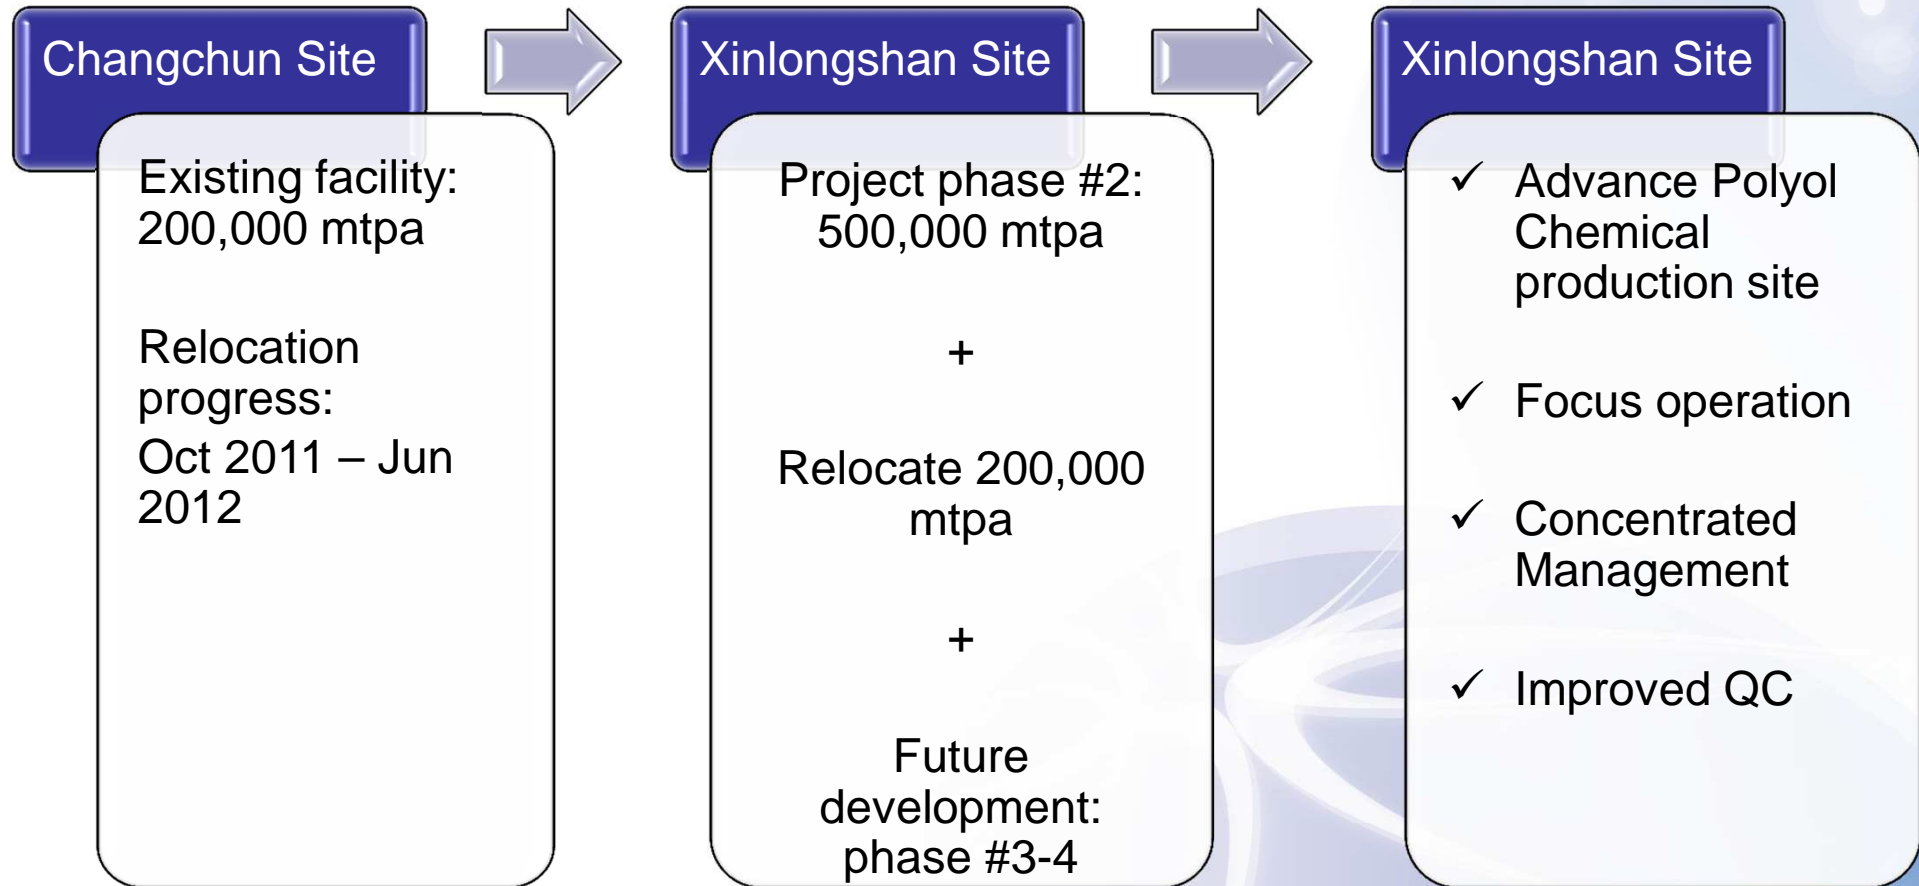 Changchun Site
Existing facility:
200,000 mtpa
Relocation
progress:
Oct 2011 – Jun
2012
Xinlongshan Site
Project phase #2:
500,000 mtpa
+
Relocate 200,000
mtpa
+
Future
development:
phase #3-4
Xinlongshan Site
✓ Advance Polyol
Chemical
production site
✓ Focus operation
✓ Concentrated
Management
✓ Improved QC